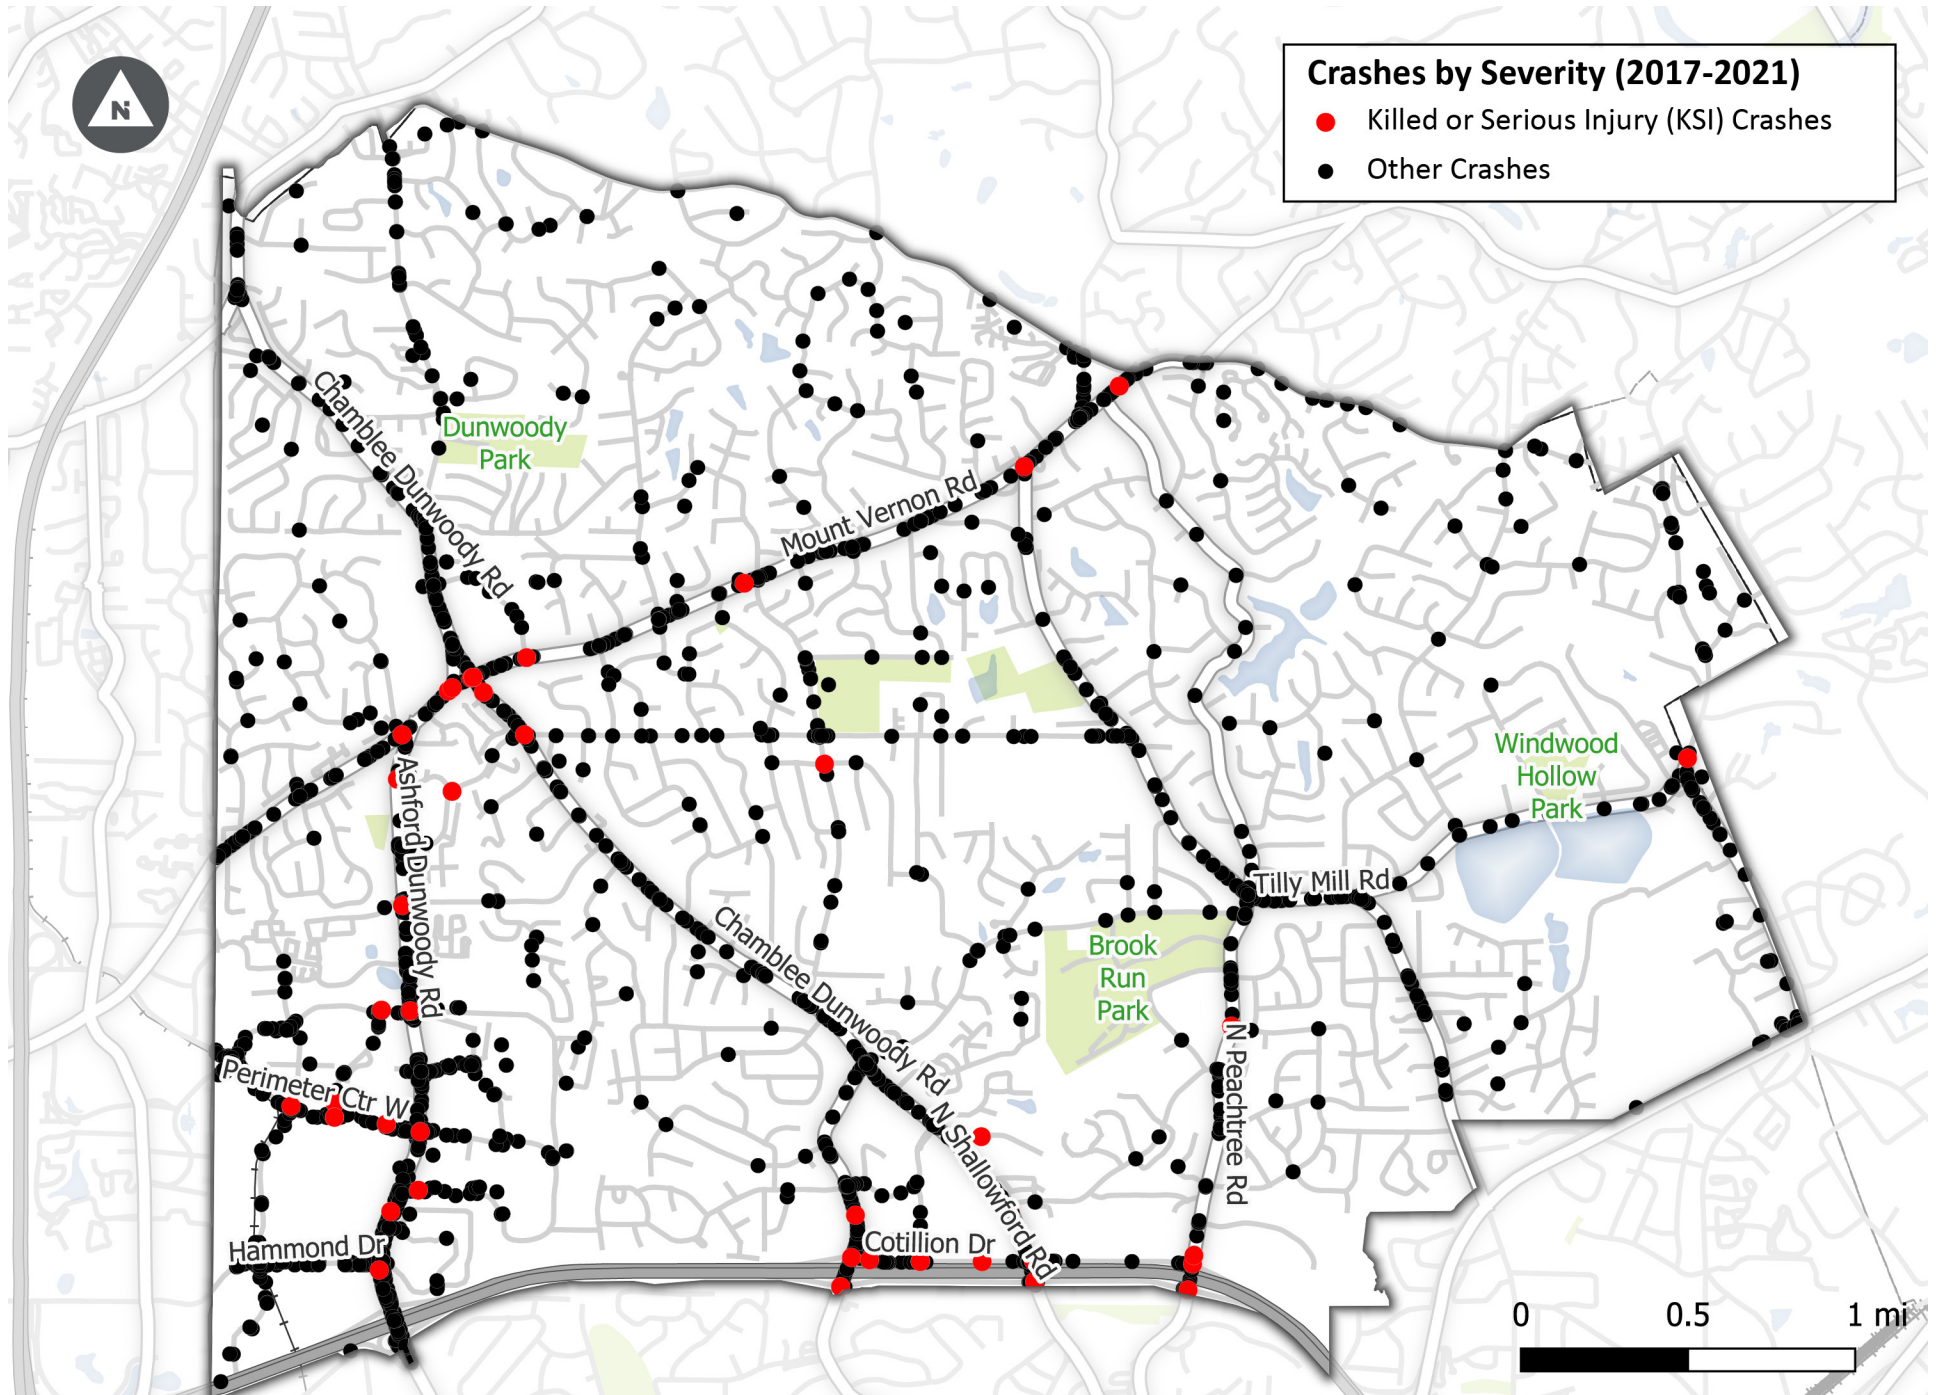 N
Crashes by Severity (2017-2021)
Killed or Serious Injury (KSI) Crashes
Other Crashes
Chamblee Dunwoody Rd
Dunwoody
Park
Mount Vernon Rd
Windwood
Hollow
Park
Ashford Dunwoody Rd
Tilly Mill Rd
Chamblee Dunwoody Rd
Brook
Run
Park
N Peachtree Rd
Perimeter Ctr W
N Shallowford Rd
Hammond Dr
Cotillion Dr
0 0.5 1 mi